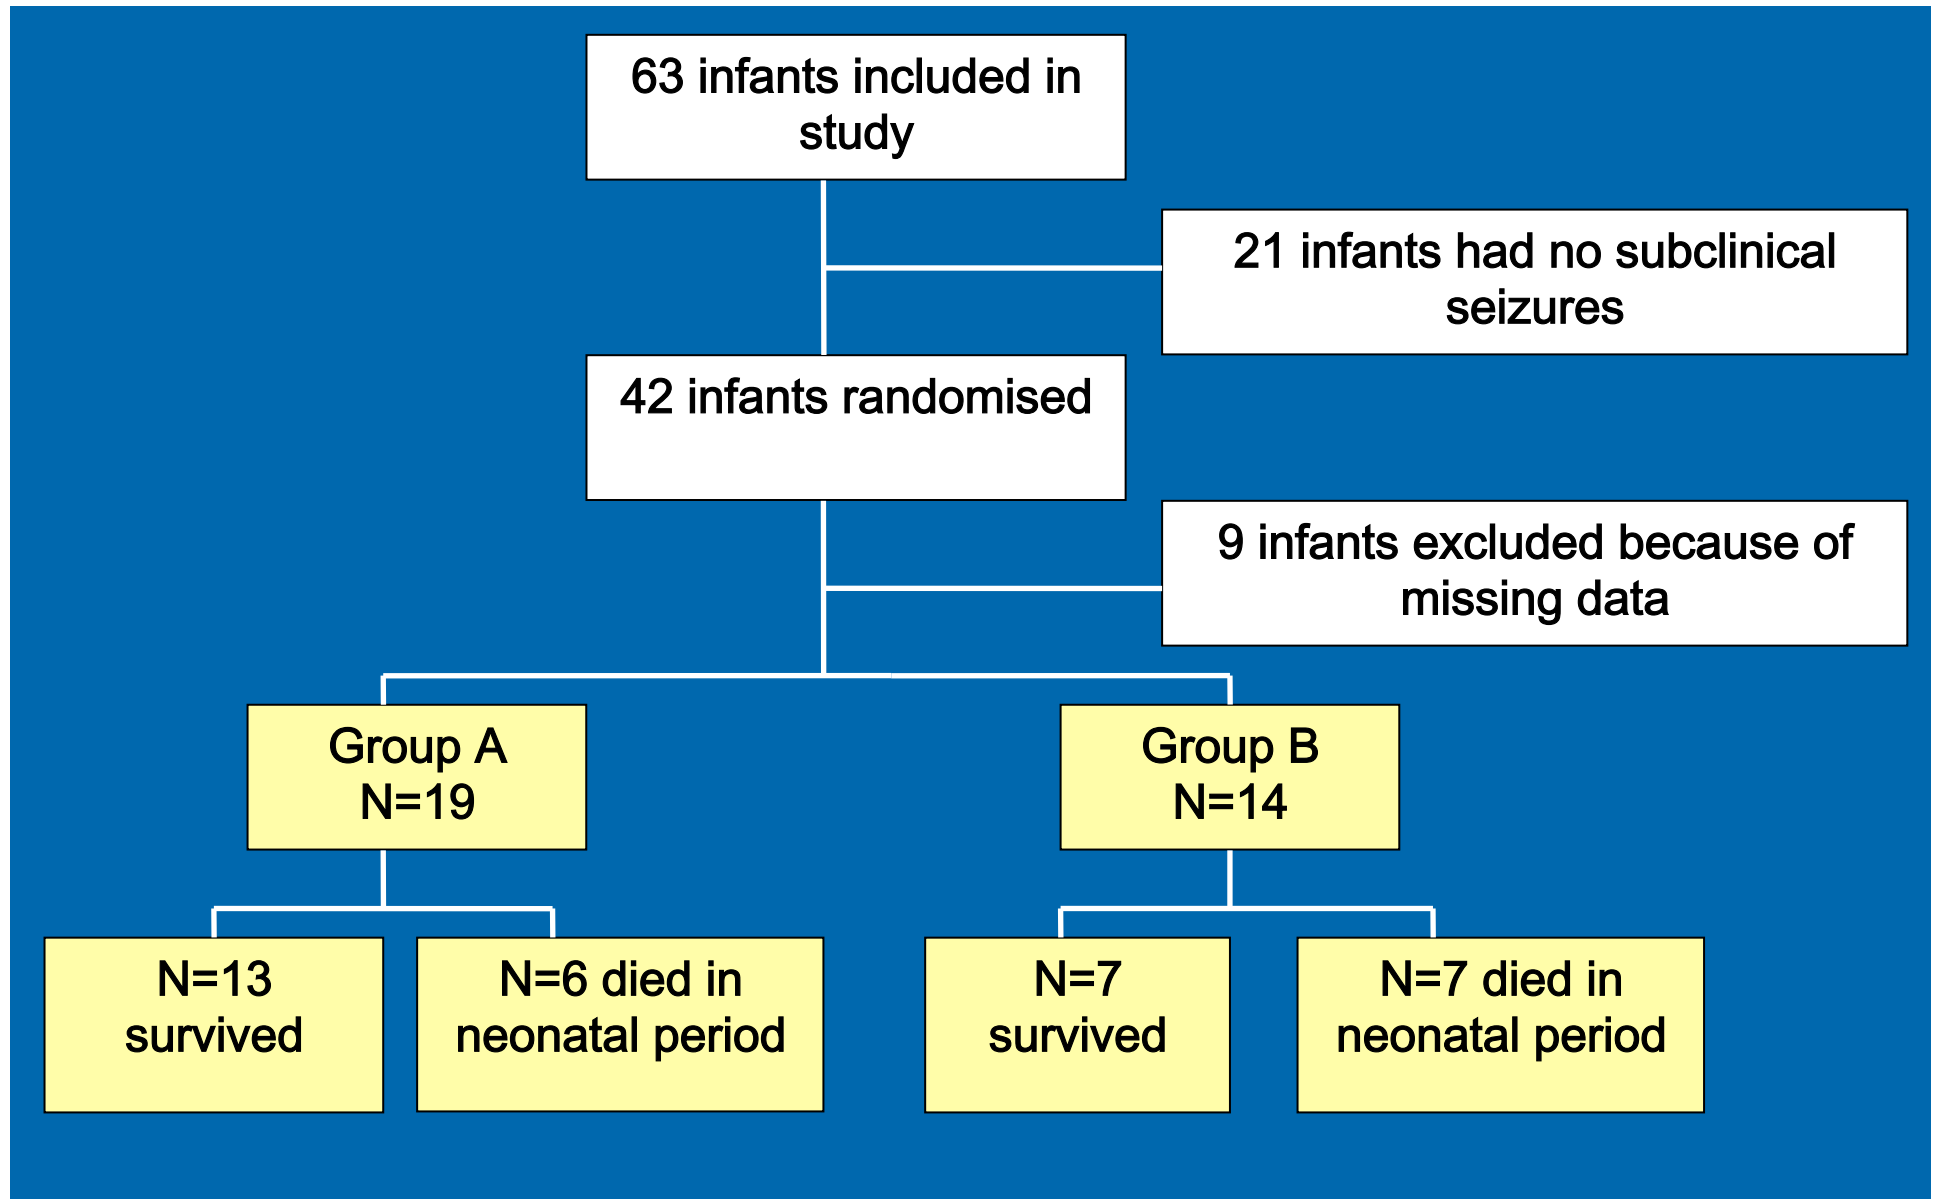 63 infants included in
study
21 infants had no subclinical
seizures
42 infants randomised
9 infants excluded because of
missing data
Group A
N=19
Group B
N=14
N=13
survived
N=6 died in
neonatal period
N=7
survived
N=7 died in
neonatal period